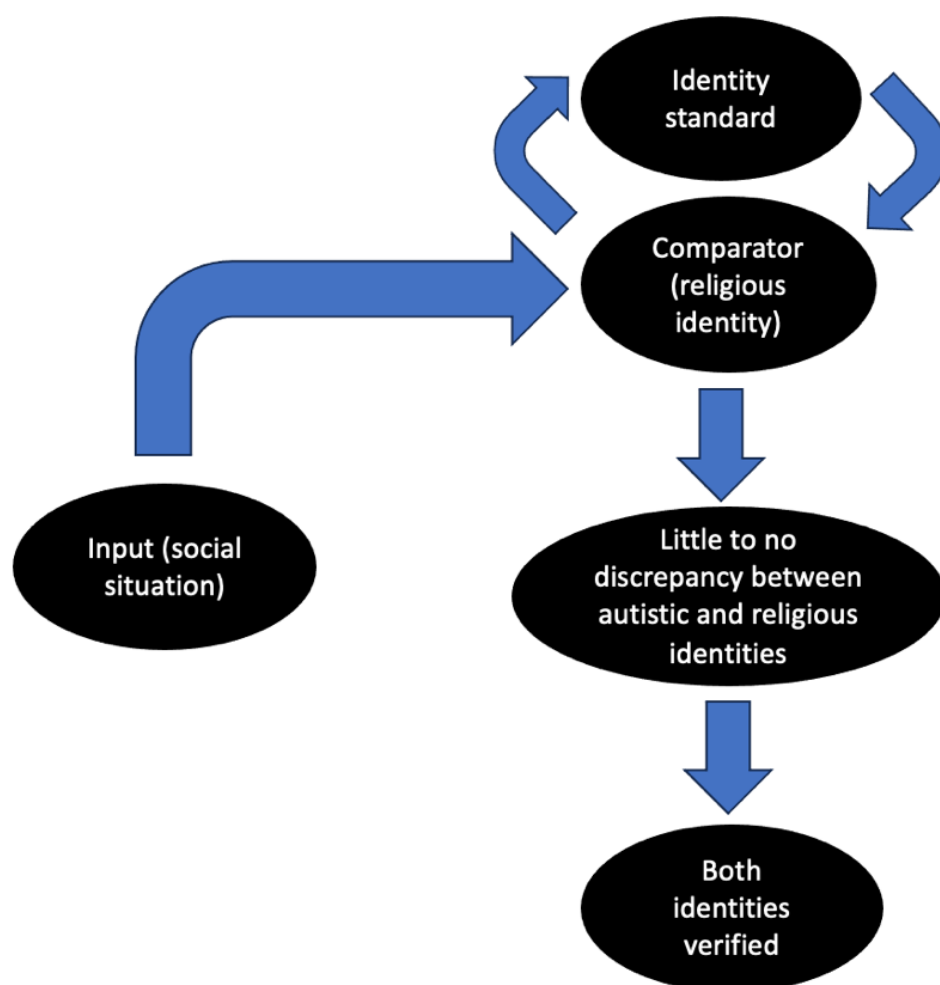 Identity
standard
Comparator
(religious
identity)
Input (social
situation)
Little to no
discrepancy between
autistic and religious
identities
Both
identities
verified